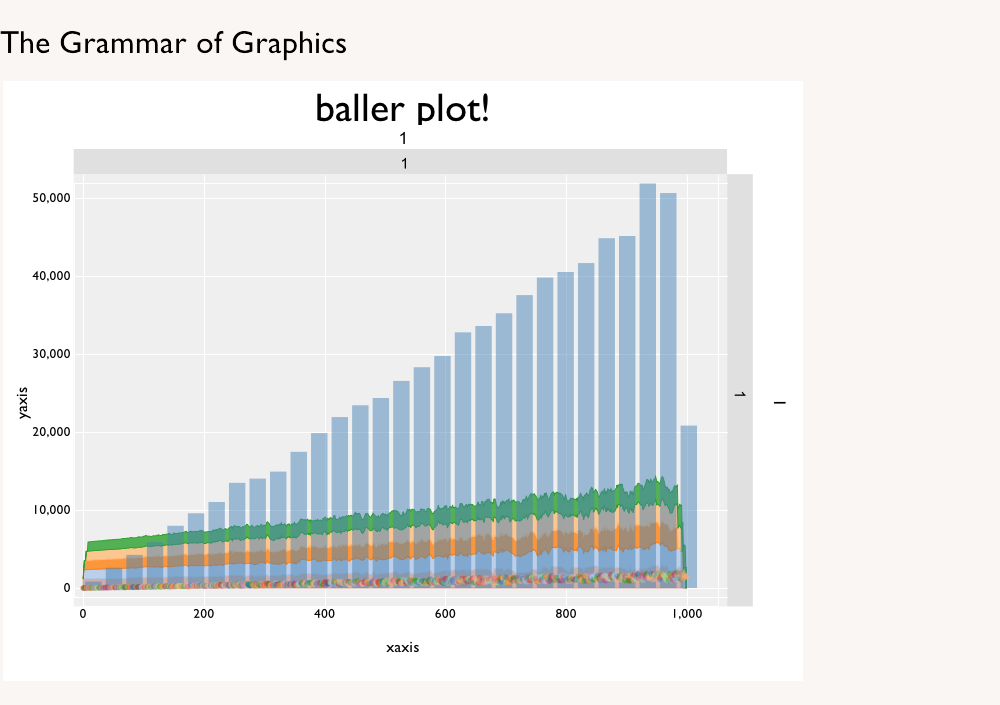 The Grammar of Graphics
baller plot!
1
1
50,000
40,000
30,000
20,000
10,000
0
yaxis
1
1
0 200 400 600 800 1,000
xaxis